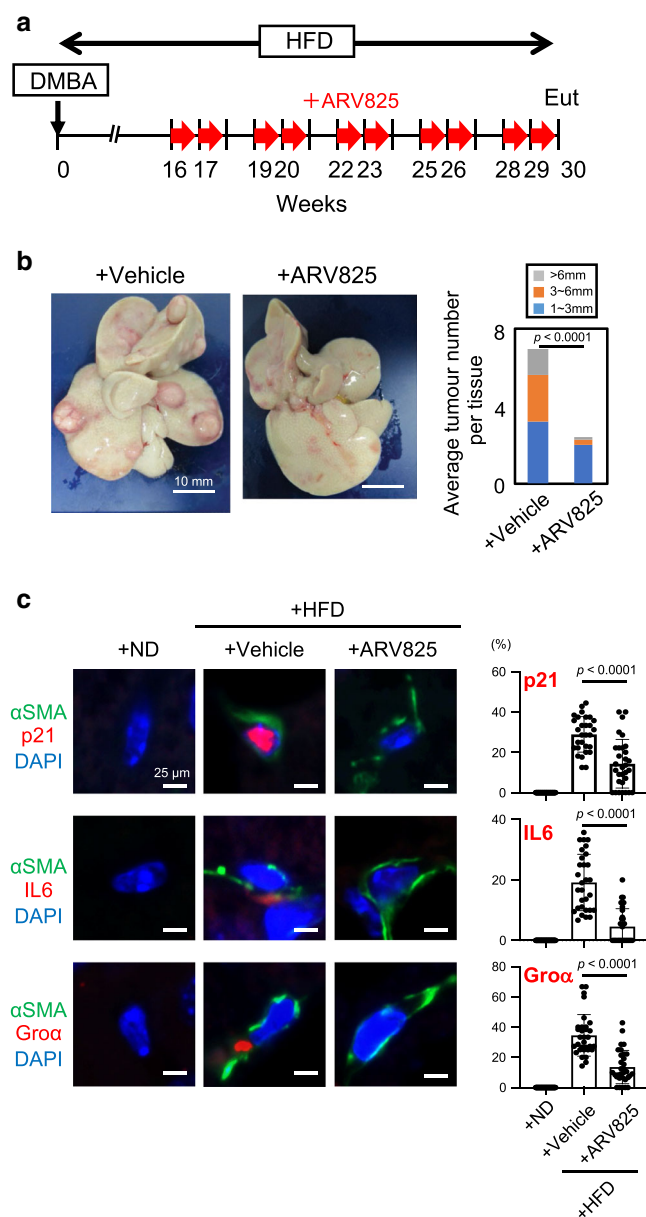 a
HFD
DMBA
+ARV825
Eut
0 16 17 19 20 22 23 25 26 28 29 30
Weeks
b
+Vehicle
+ARV825
10 mm
>6mm
3~6mm
1~3mm
Average tumour number
per tissue
8
4
0
p < 0.0001
+Vehicle
+ARV825
c
+HFD
+ND
+Vehicle
+ARV825
αSMA
p21
DAPI
25 µm
αSMA
IL6
DAPI
αSMA
Groα
DAPI
(%)
60
40
20
0
p21
p < 0.0001
40
20
0
IL6
p < 0.0001
80
60
40
20
0
Groα
p < 0.0001
+ND
+Vehicle
+ARV825
+HFD